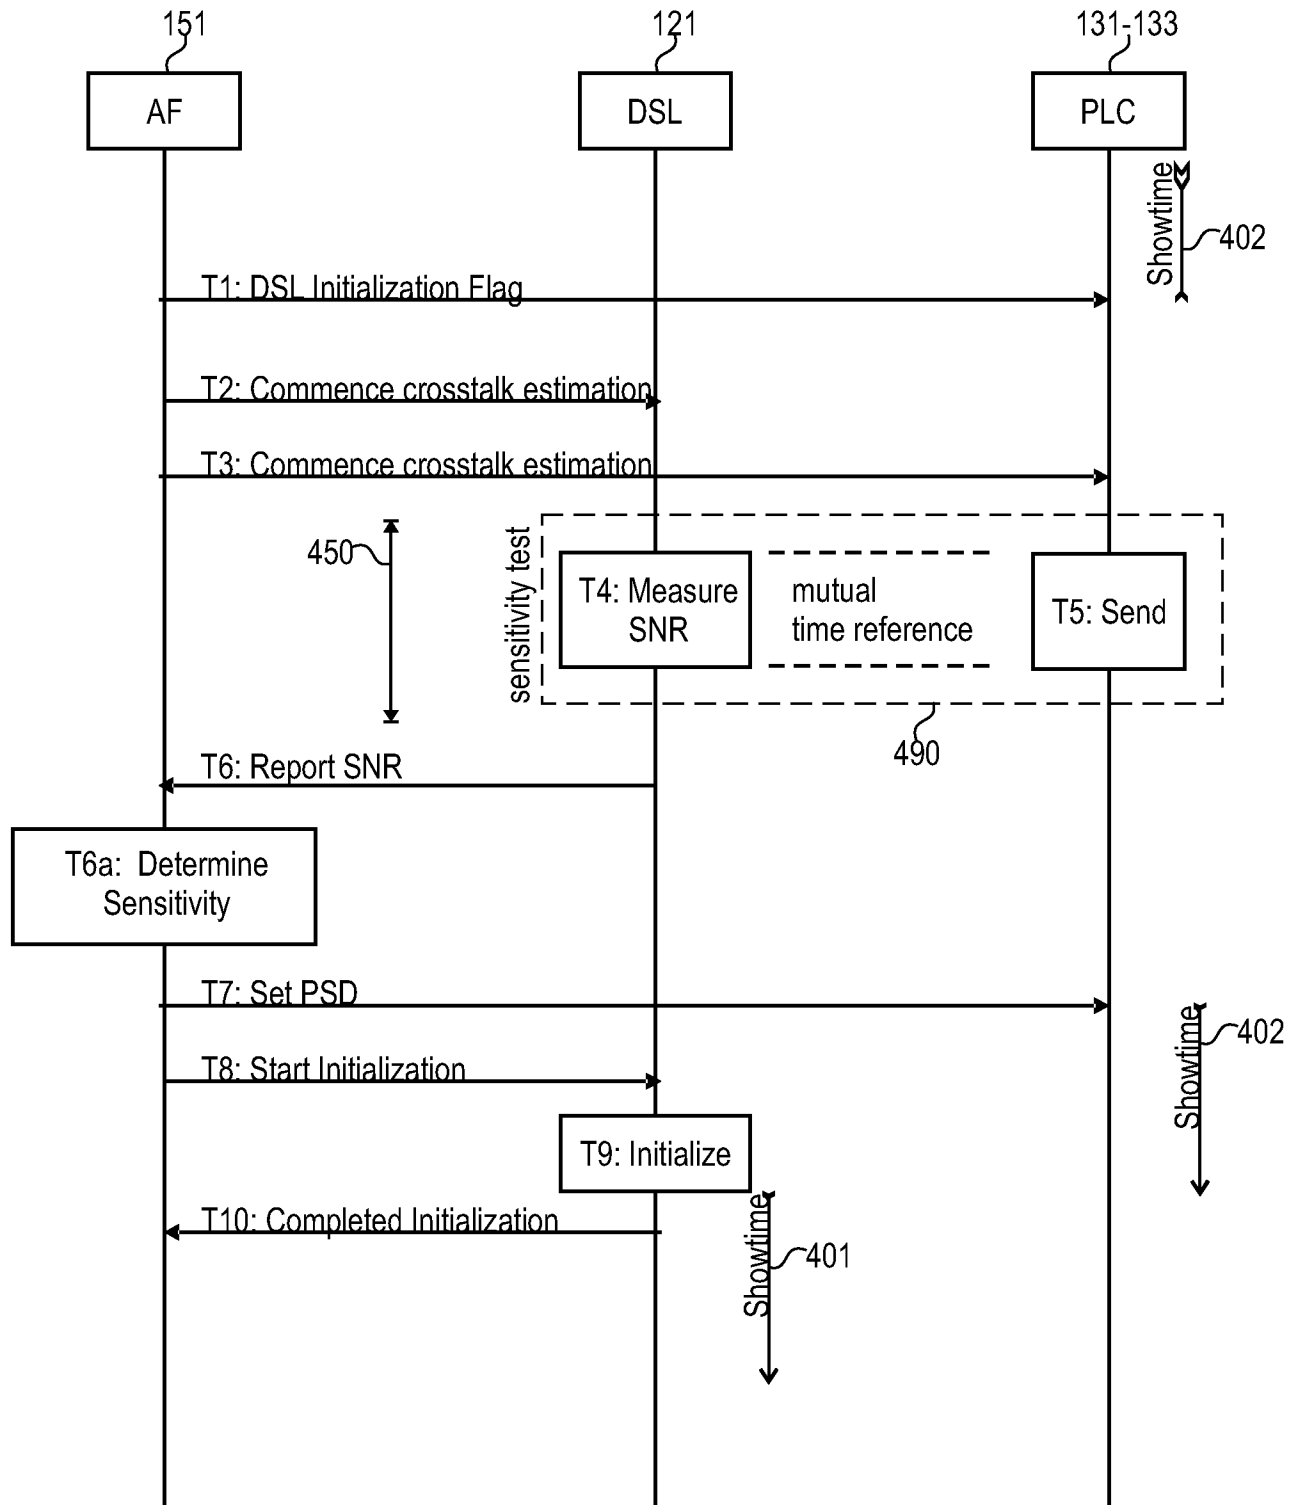 151
121
131-133
AF
DSL
PLC
Showtime
402
T1: DSL Initialization Flag
T2: Commence crosstalk estimation
T3: Commence crosstalk estimation
450
sensitivity test
T4: Measure
SNR
mutual
time reference
T5: Send
490
T6: Report SNR
T6a: Determine
Sensitivity
T7: Set PSD
402
Showtime
T8: Start Initialization
T9: Initialize
T10: Completed Initialization
Showtime
401